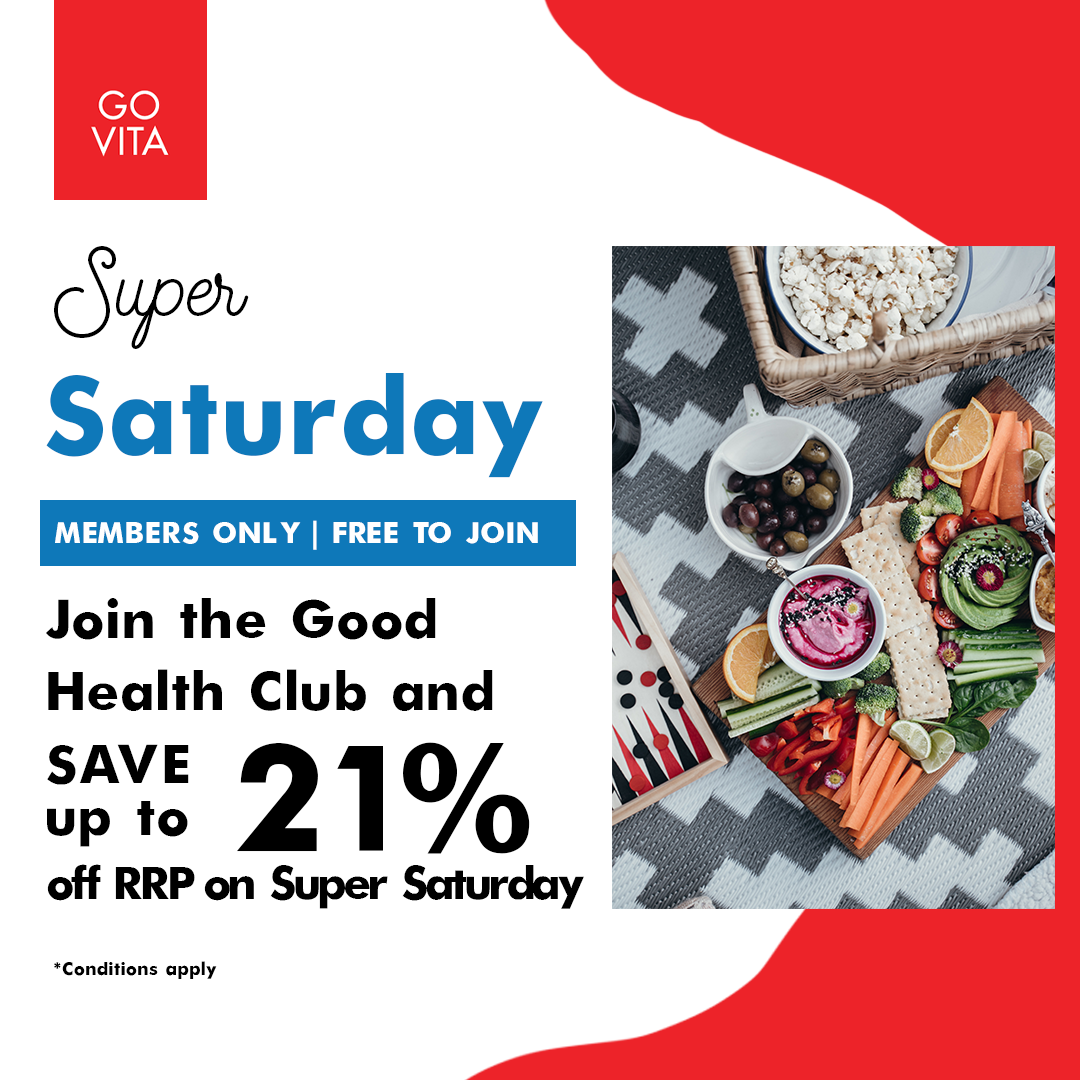 GO
VITA
Super
Saturday
MEMBERS ONLY | FREE TO JOIN
Join the Good
Health Club and
SAVE
up to 21%
off RRP on Super Saturday
*Conditions apply